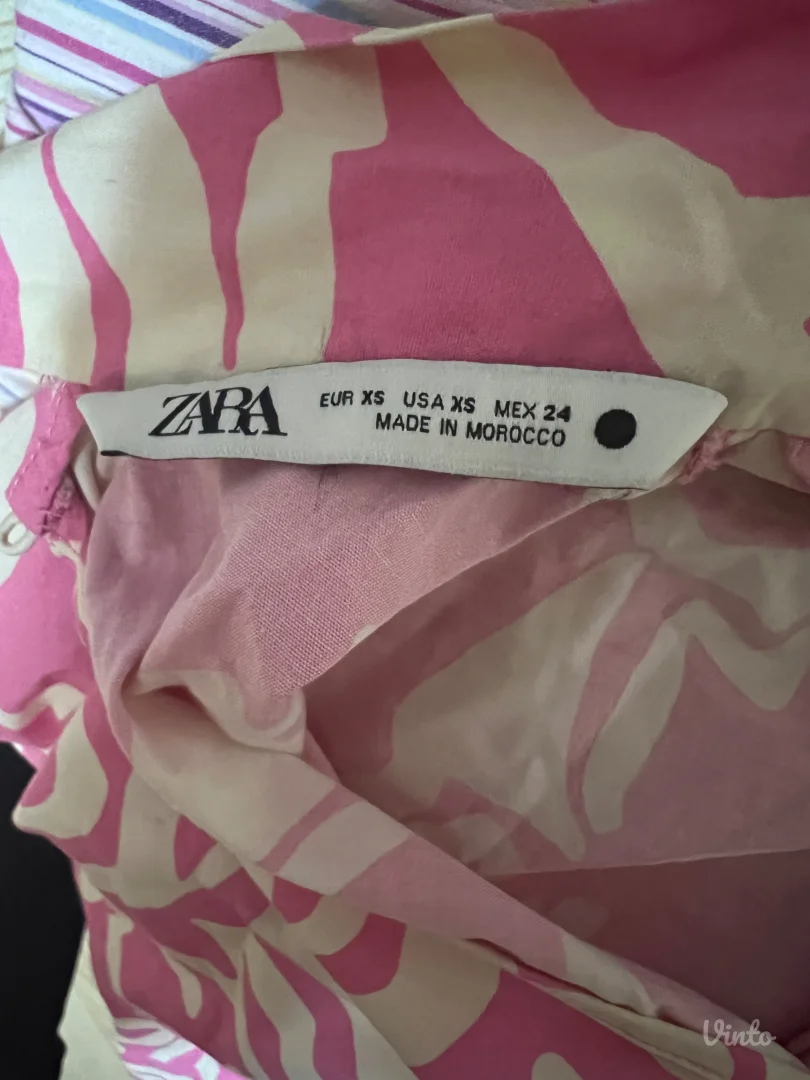 ZARA
EUR XS USA XS MEX 24
MADE IN MOROCCO
Vinto